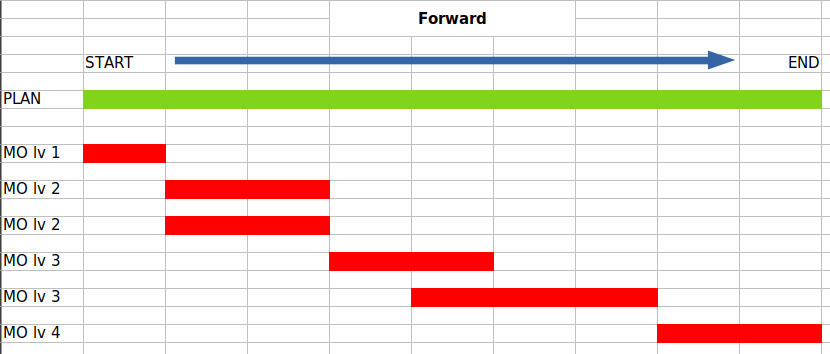 Forward
START END
PLAN
MO lv 1
MO lv 2
MO lv 2
MO lv 3
MO lv 3
MO lv 4